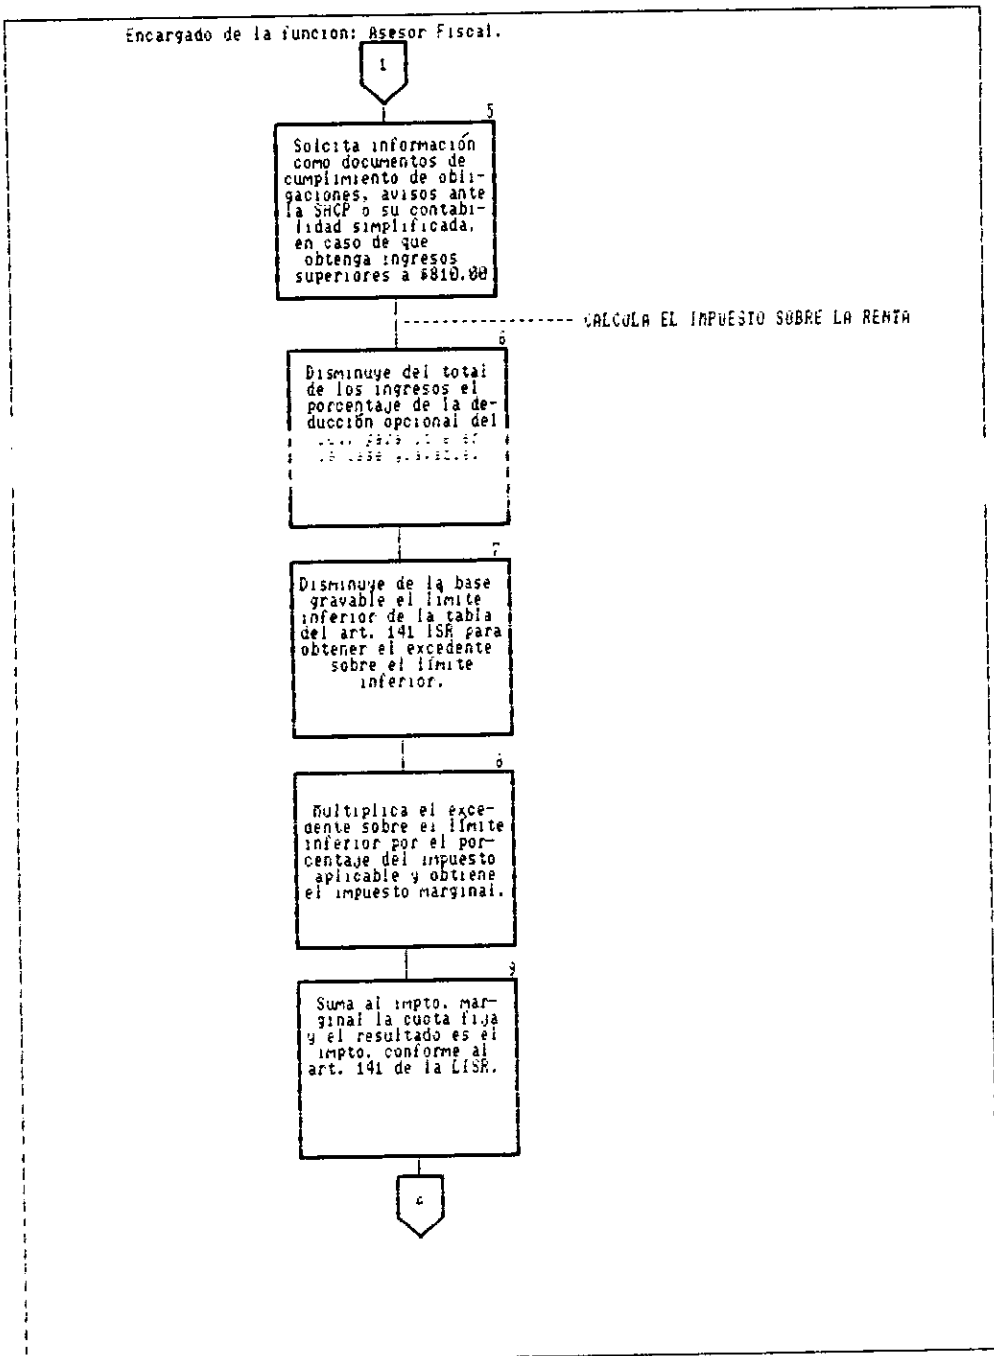 Encargado de la funcion: Asesor Fiscal.
1
5
Solcita información
como documentos de
cumplimiento de obli-
gaciones, avisos ante
la SHCP o su contabi-
lidad simplificada,
en caso de que
obtenga ingresos
superiores a $810.00
CALCULA EL IMPUESTO SOBRE LA RENTA
6
Disminuye del total
de los ingresos el
porcentaje de la de-
ducción opcional del
7
Disminuye de la base
gravable el límite
inferior de la tabla
del art. 141 ISR para
obtener el excedente
sobre el límite
inferior.
8
Multiplica el exce-
dente sobre el límite
inferior por el por-
centaje del impuesto
aplicable y obtiene
el impuesto marginal.
9
Suma al impto. mar-
ginal la cuota fija
y el resultado es el
impto. conforme al
art. 141 de la LISR.